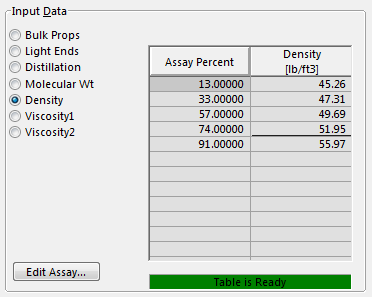 Input Data
Bulk Props
Light Ends
Distillation
Molecular Wt
Density
Viscosity1
Viscosity2
Edit Assay...
Assay Percent Density
[lb/ft3]
13.00000 45.26
33.00000 47.31
57.00000 49.69
74.00000 51.95
91.00000 55.97
Table is Ready